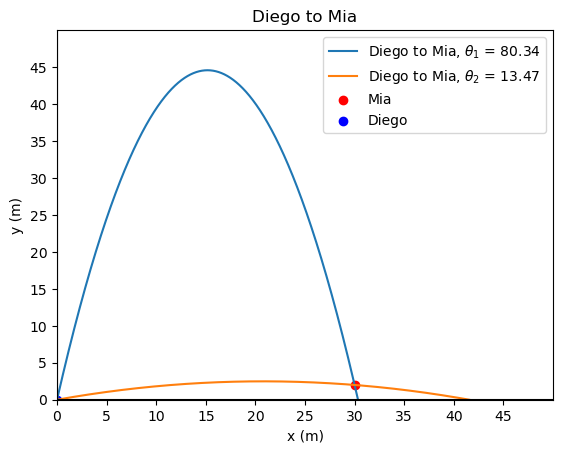 Diego to Mia
Diego to Mia, θ₁ = 80.34
Diego to Mia, θ₂ = 13.47
Mia
Diego
y (m)
45
40
35
30
25
20
15
10
5
0
0 5 10 15 20 25 30 35 40 45
x (m)